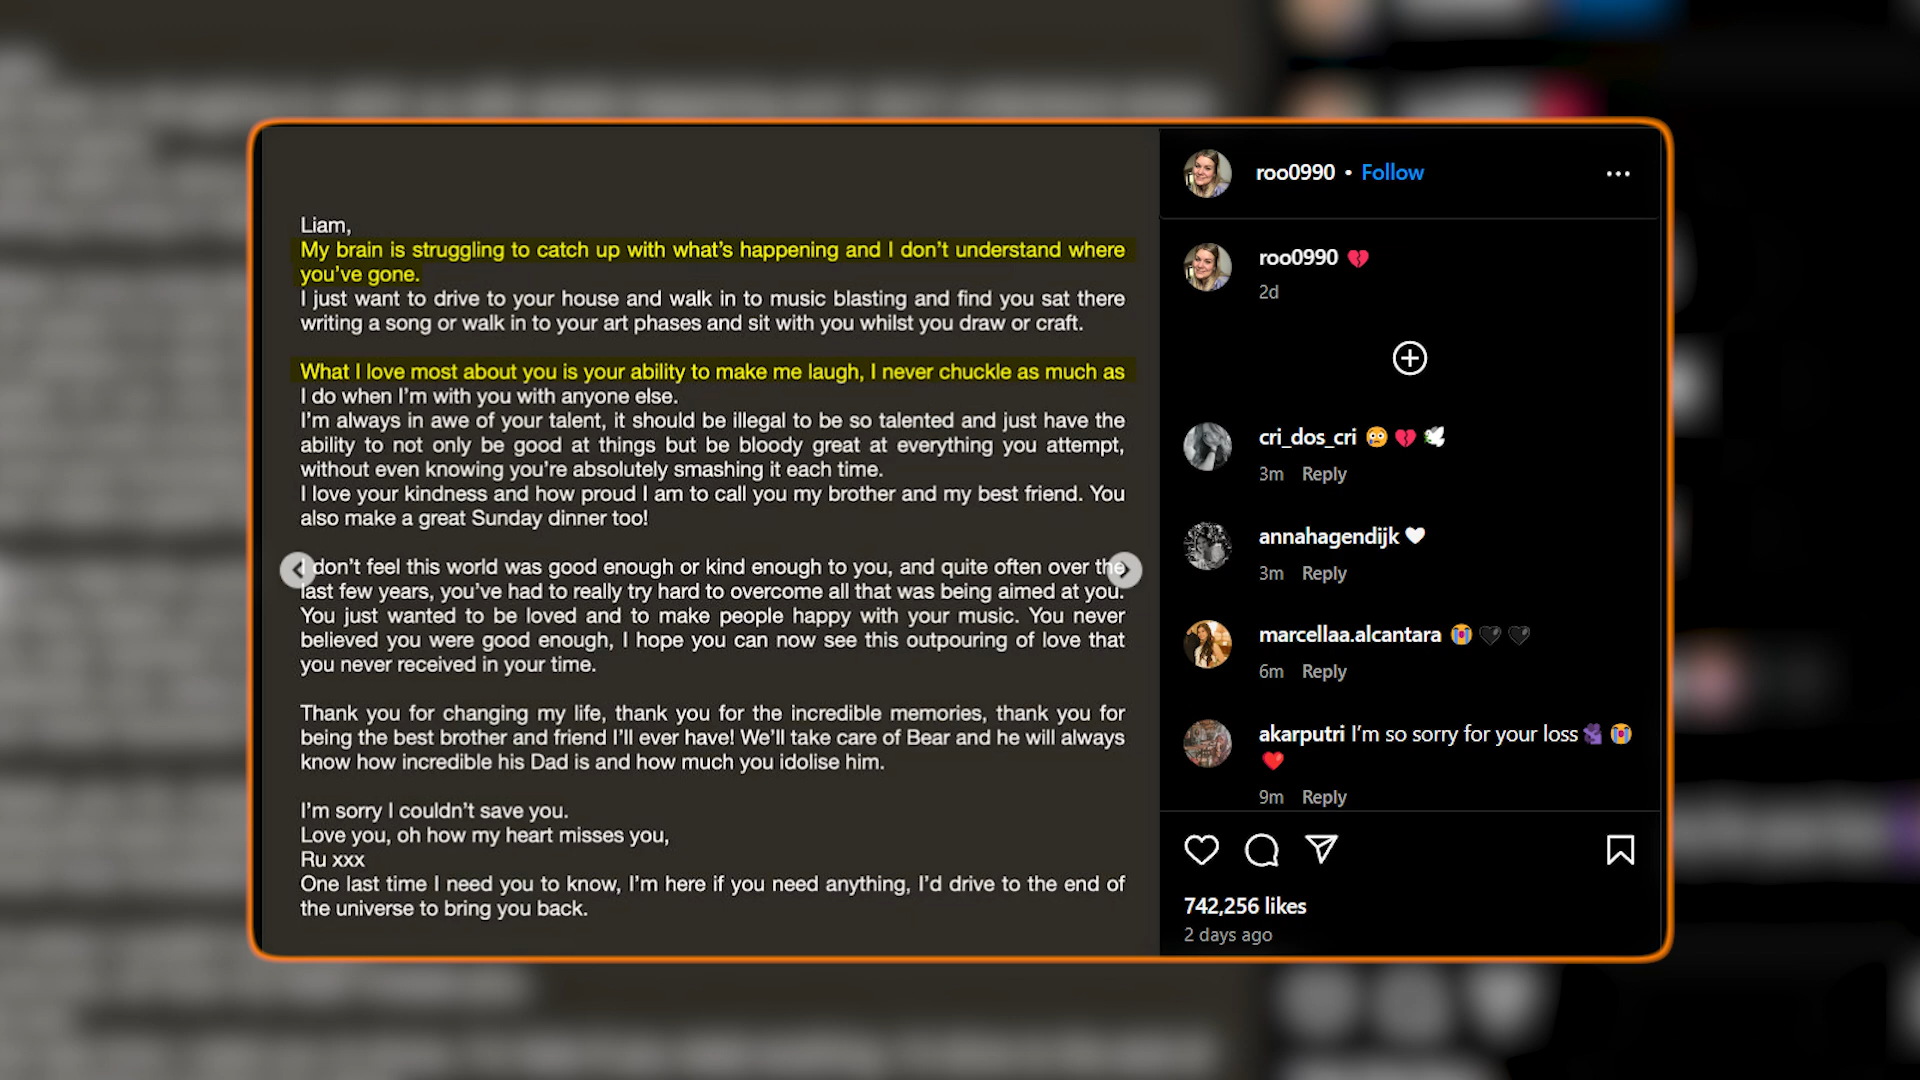 Liam,
My brain is struggling to catch up with what's happening and I don't understand where
you've gone.
I just want to drive to your house and walk in to music blasting and find you sat there
writing a song or walk in to your art phases and sit with you whilst you draw or craft.
What I love most about you is your ability to make me laugh, I never chuckle as much as
I do when I'm with you with anyone else.
I'm always in awe of your talent, it should be illegal to be so talented and just have the
ability to not only be good at things but be bloody great at everything you attempt,
without even knowing you're absolutely smashing it each time.
I love your kindness and how proud I am to call you my brother and my best friend. You
also make a great Sunday dinner too!
I don't feel this world was good enough or kind enough to you, and quite often over the
last few years, you've had to really try hard to overcome all that was being aimed at you.
You just wanted to be loved and to make people happy with your music. You never
believed you were good enough, I hope you can now see this outpouring of love that
you never received in your time.
Thank you for changing my life, thank you for the incredible memories, thank you for
being the best brother and friend I'll ever have! We'll take care of Bear and he will always
know how incredible his Dad is and how much you idolise him.
I'm sorry I couldn't save you.
Love you, oh how my heart misses you,
Ru xxx
One last time I need you to know, I'm here if you need anything, I'd drive to the end of
the universe to bring you back.
roo0990 • Follow
roo0990 💔
2d
cri_dos_cri 😢💔🕊
3m Reply
annahagendijk 🤍
3m Reply
marcellaa.alcantara 😭🖤🖤
6m Reply
akarputri I'm so sorry for your loss🫂😭
❤️
9m Reply
742,256 likes
2 days ago